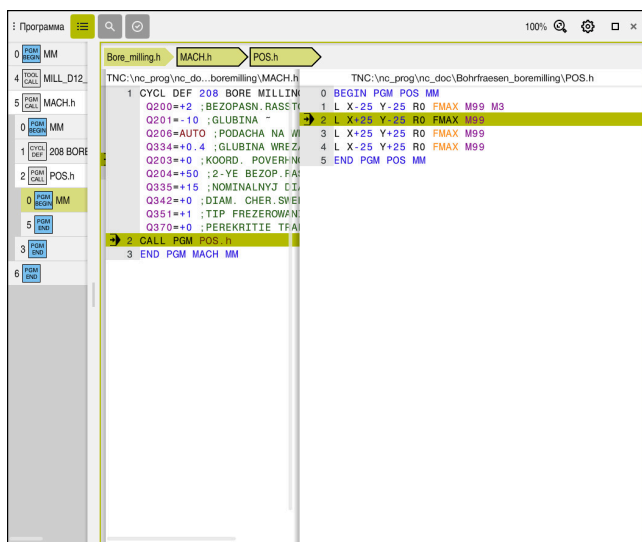 Программа 100%
0 PGM BEGIN MM
4 TOOL CALL MILL_D12_
5 PGM CALL MACH.h
0 PGM BEGIN MM
1 CYCL DEF 208 BORE
2 PGM CALL POS.h
0 PGM BEGIN MM
5 PGM END
3 PGM END
6 PGM END
Bore_milling.h MACH.h POS.h
TNC:\nc_prog\nc_do...boremilling\MACH.h
1 CYCL DEF 208 BORE MILLING
Q200=+2 ;BEZOPASN.RASSTO
Q201=-10 ;GLUBINA ~
Q206=AUTO ;PODACHA NA
Q334=+0.4 ;GLUBINA WREZA
Q203=+0 ;KOORD. POVERHNO
Q204=+50 ;2-YE BEZOP.RAS
Q335=+15 ;NOMINALNYJ DIA
Q342=+0 ;DIAM. CHER.SWER
Q351=+1 ;TIP FREZEROWAN
Q370=+0 ;PEREKRITIE TRA
2 CALL PGM POS.h
3 END PGM MACH MM
TNC:\nc_prog\nc_doc\Bohrfraesen_boremilling\POS.h
0 BEGIN PGM POS MM
1 L X-25 Y-25 R0 FMAX M99 M3
2 L X+25 Y-25 R0 FMAX M99
3 L X+25 Y+25 R0 FMAX M99
4 L X-25 Y+25 R0 FMAX M99
5 END PGM POS MM